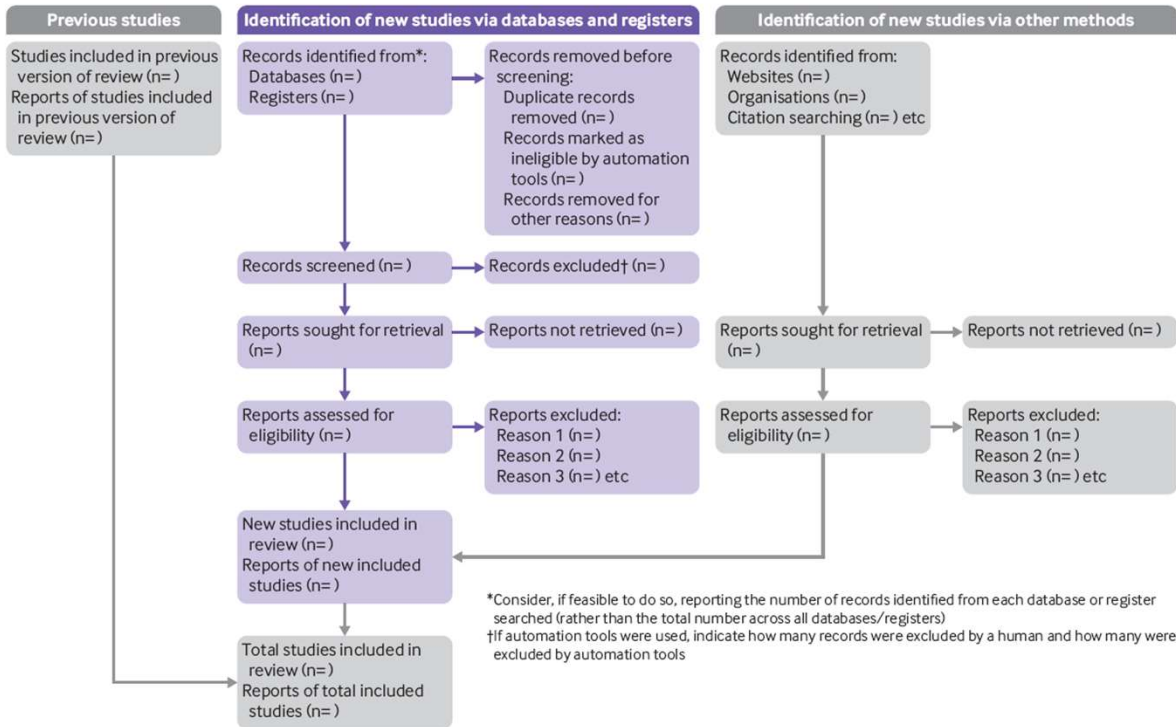 Previous studies
Studies included in previous
version of review (n= )
Reports of studies included
in previous version of
review (n= )
Identification of new studies via databases and registers
Records identified from*:
Databases (n= )
Registers (n= )
Records removed before
screening:
Duplicate records
removed (n= )
Records marked as
ineligible by automation
tools (n= )
Records removed for
other reasons (n= )
Records screened (n= )
Records excluded† (n= )
Reports sought for retrieval
(n= )
Reports not retrieved (n= )
Reports assessed for
eligibility (n= )
Reports excluded:
Reason 1 (n= )
Reason 2 (n= )
Reason 3 (n= ) etc
New studies included in
review (n= )
Reports of new included
studies (n= )
Total studies included in
review (n= )
Reports of total included
studies (n= )
Identification of new studies via other methods
Records identified from:
Websites (n= )
Organisations (n= )
Citation searching (n= ) etc
Reports sought for retrieval
(n= )
Reports not retrieved (n= )
Reports assessed for
eligibility (n= )
Reports excluded:
Reason 1 (n= )
Reason 2 (n= )
Reason 3 (n= ) etc
*Consider, if feasible to do so, reporting the number of records identified from each database or register
searched (rather than the total number across all databases/registers)
†If automation tools were used, indicate how many records were excluded by a human and how many were
excluded by automation tools